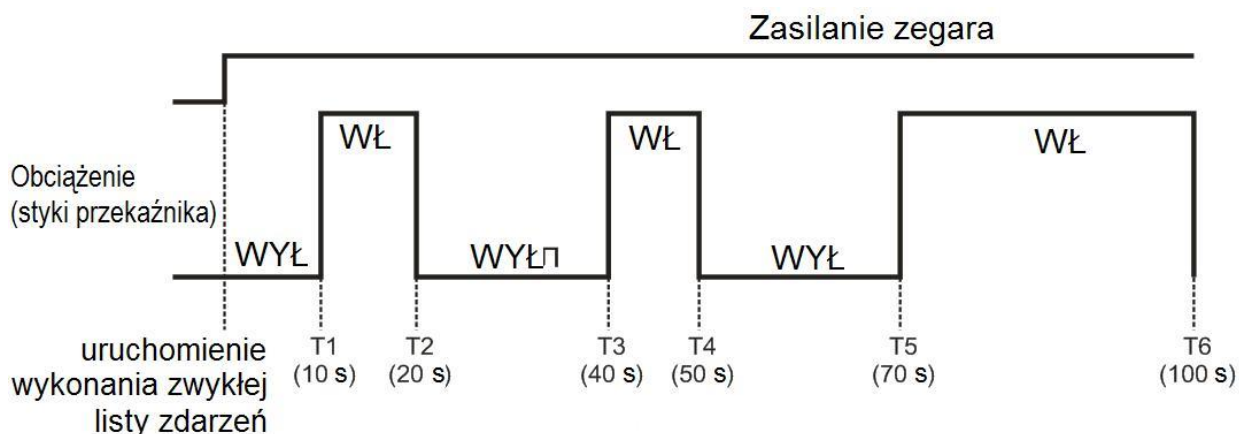 Zasilanie zegara
WŁ WŁ WŁ
Obciążenie
(styki przekaźnika)
WYŁ WYŁП WYŁ
uruchomienie
wykonania zwykłej
listy zdarzeń
T1 T2 T3 T4 T5 T6
(10 s) (20 s) (40 s) (50 s) (70 s) (100 s)